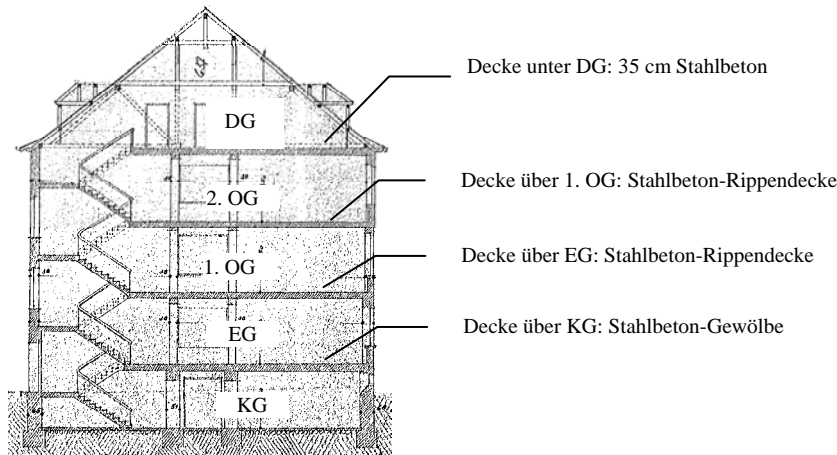 Decke unter DG: 35 cm Stahlbeton
DG
Decke über 1. OG: Stahlbeton-Rippendecke
2. OG
Decke über EG: Stahlbeton-Rippendecke
1. OG
Decke über KG: Stahlbeton-Gewölbe
EG
KG